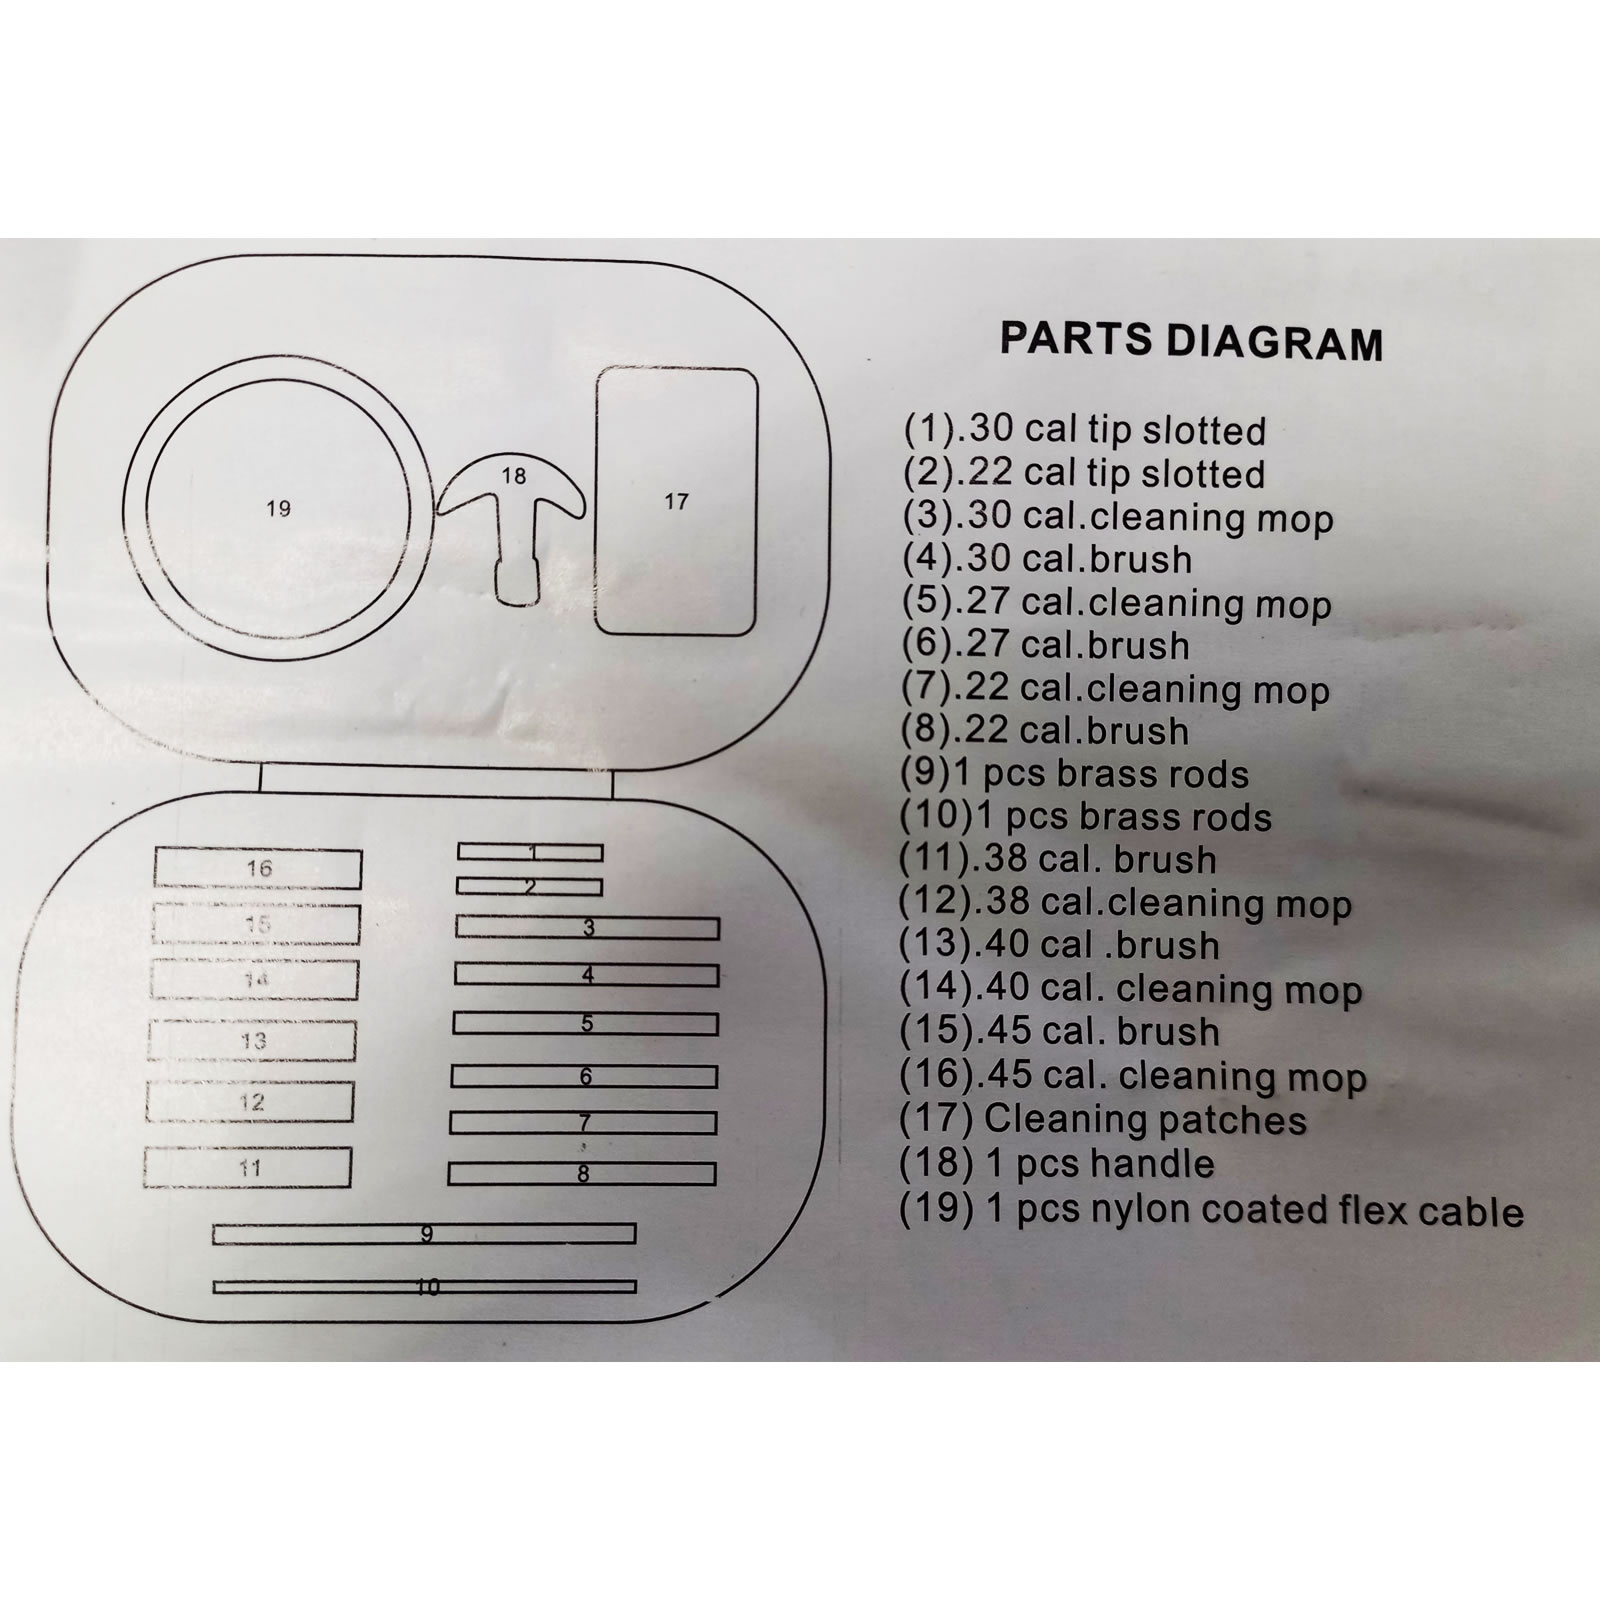 PARTS DIAGRAM
(1).30 cal tip slotted
(2).22 cal tip slotted
(3).30 cal.cleaning mop
(4).30 cal.brush
(5).27 cal.cleaning mop
(6).27 cal.brush
(7).22 cal.cleaning mop
(8).22 cal.brush
(9)1 pcs brass rods
(10)1 pcs brass rods
(11).38 cal. brush
(12).38 cal.cleaning mop
(13).40 cal .brush
(14).40 cal. cleaning mop
(15).45 cal. brush
(16).45 cal. cleaning mop
(17) Cleaning patches
(18) 1 pcs handle
(19) 1 pcs nylon coated flex cable
19
18
17
16
15
14
13
12
11
1
2
3
4
5
6
7
8
9
10